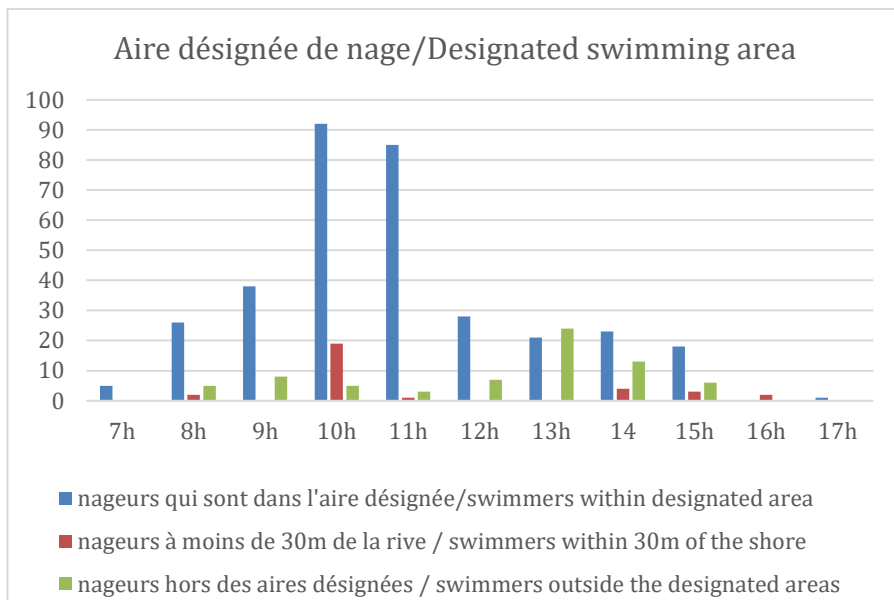 Aire désignée de nage/Designated swimming area
100
90
80
70
60
50
40
30
20
10
0
7h 8h 9h 10h 11h 12h 13h 14 15h 16h 17h
nageurs qui sont dans l'aire désignée/swimmers within designated area
nageurs à moins de 30m de la rive / swimmers within 30m of the shore
nageurs hors des aires désignées / swimmers outside the designated areas